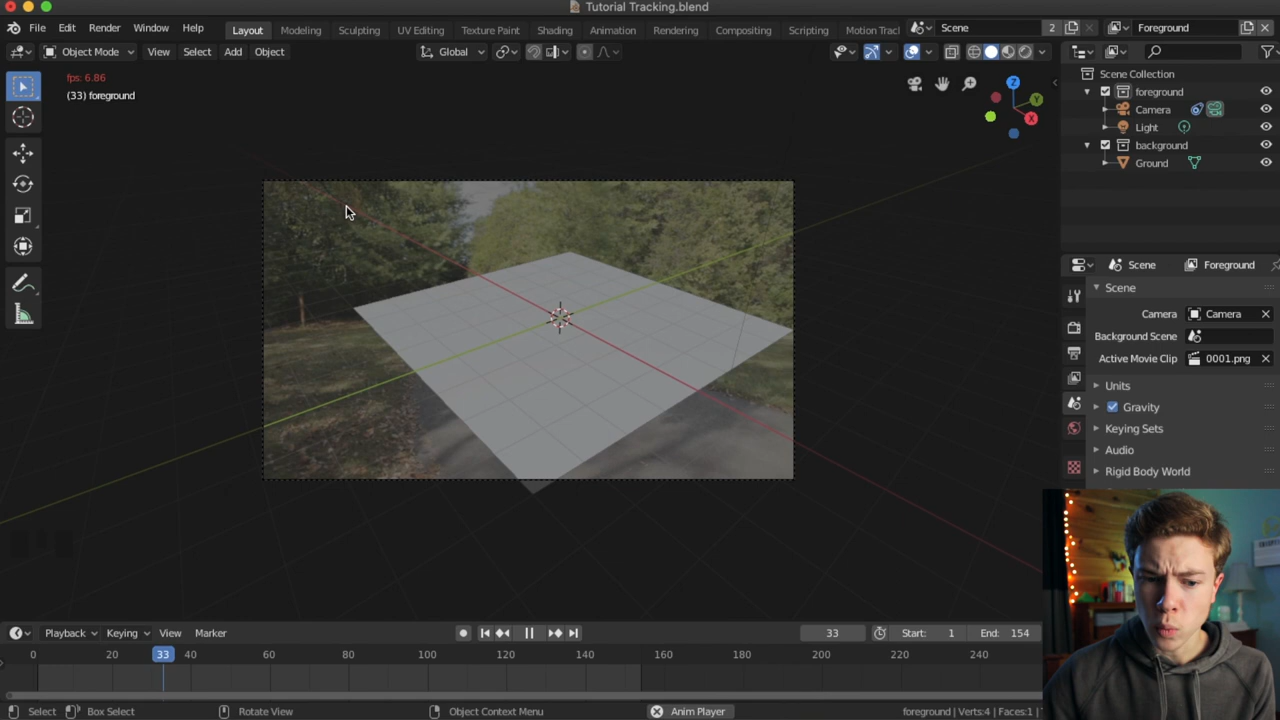 Tutorial Tracking.blend
File Edit Render Window Help Layout Modeling Sculpting UV Editing Texture Paint Shading Animation Rendering Compositing Scripting Motion Tracl Scene 2 Foreground
Object Mode View Select Add Object Global
fps: 6.86
(33) foreground
Z
Y
X
Scene Collection
foreground
Camera
Light
background
Ground
Scene Foreground
Scene
Camera Camera
Background Scene
Active Movie Clip 0001.png
Units
Gravity
Keying Sets
Audio
Rigid Body World
Playback Keying View Marker 33 Start: 1 End: 154
0 20 33 40 60 80 100 120 140 160 180 200 220 240
Select Box Select Rotate View Object Context Menu Anim Player foreground | Verts:4 | Faces:1 |